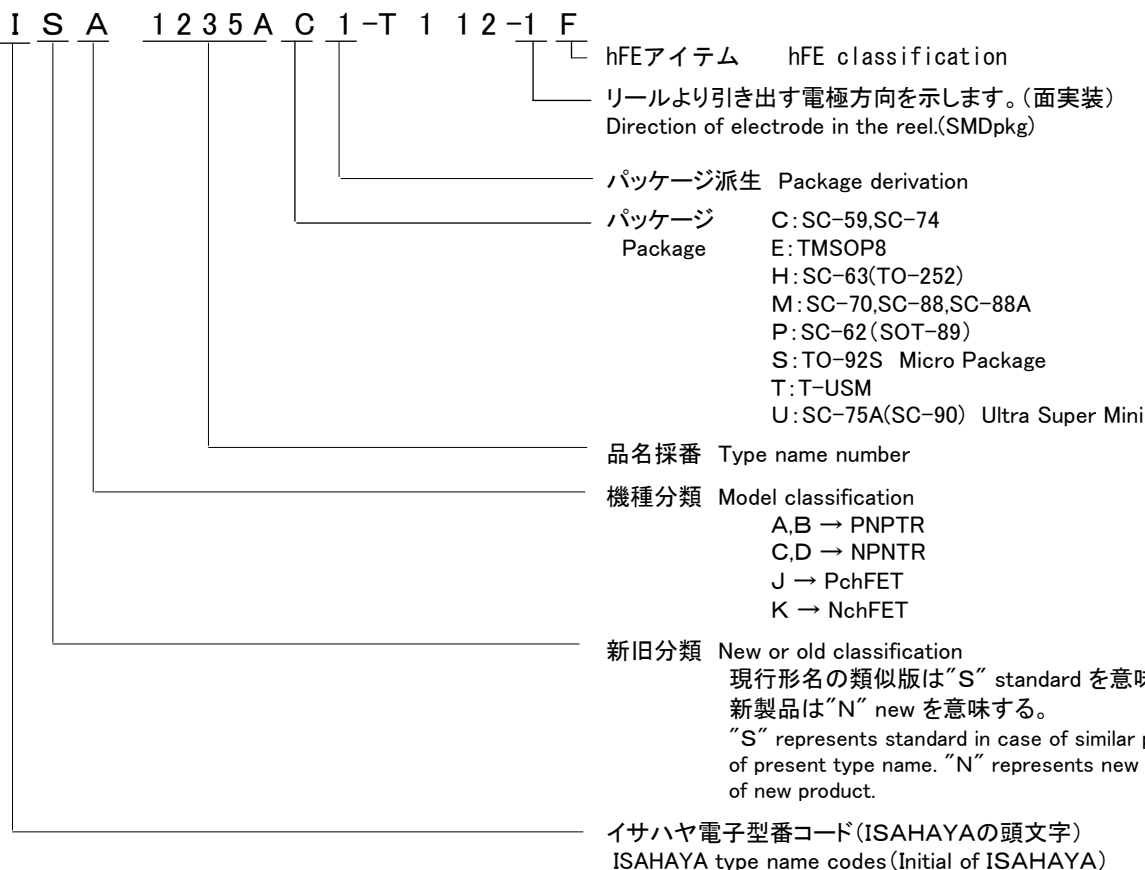 I S A 1 2 3 5 A C 1 -T 1 1 2 -1 F
hFEアイテム hFE classification
リールより引き出す電極方向を示します。(面実装)
Direction of electrode in the reel.(SMDpkg)
パッケージ派生 Package derivation
パッケージ C:SC-59,SC-74
Package E:TMSOP8
H:SC-63(TO-252)
M:SC-70,SC-88,SC-88A
P:SC-62(SOT-89)
S:TO-92S Micro Package
T:T-USM
U:SC-75A(SC-90) Ultra Super Mini
品名採番 Type name number
機種分類 Model classification
A,B → PNPTR
C,D → NPNTR
J → PchFET
K → NchFET
新旧分類 New or old classification
現行形名の類似版は"S" standard を意味
新製品は"N" new を意味する。
"S" represents standard in case of similar
of present type name. "N" represents new
of new product.
イサハヤ電子型番コード(ISAHAYAの頭文字)
ISAHAYA type name codes(Initial of ISAHAYA)